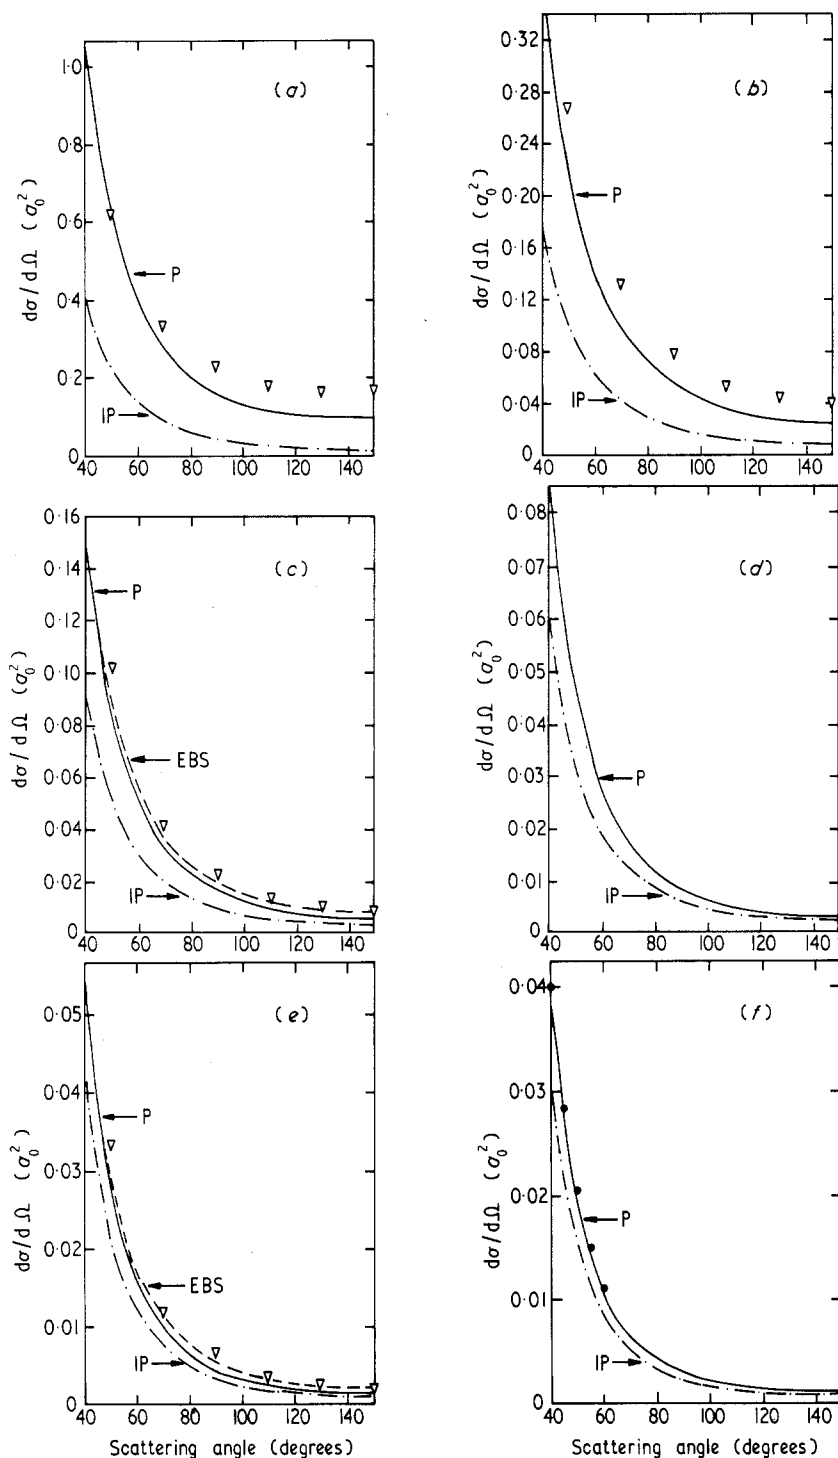 (a)
dσ/dΩ (a₀²)
1·0
0·8
0·6
0·4
0·2
0
P
IP
40 60 80 100 120 140
(b)
dσ/dΩ (a₀²)
0·32
0·28
0·24
0·20
0·16
0·12
0·08
0·04
0
P
IP
40 60 80 100 120 140
(c)
dσ/dΩ (a₀²)
0·16
0·14
0·12
0·10
0·08
0·06
0·04
0·02
0
P
EBS
IP
40 60 80 100 120 140
(d)
dσ/dΩ (a₀²)
0·08
0·07
0·06
0·05
0·04
0·03
0·02
0·01
0
P
IP
40 60 80 100 120 140
(e)
dσ/dΩ (a₀²)
0·05
0·04
0·03
0·02
0·01
0
P
EBS
IP
40 60 80 100 120 140
Scattering angle (degrees)
(f)
dσ/dΩ (a₀²)
0·04
0·03
0·02
0·01
0
P
IP
40 60 80 100 120 140
Scattering angle (degrees)